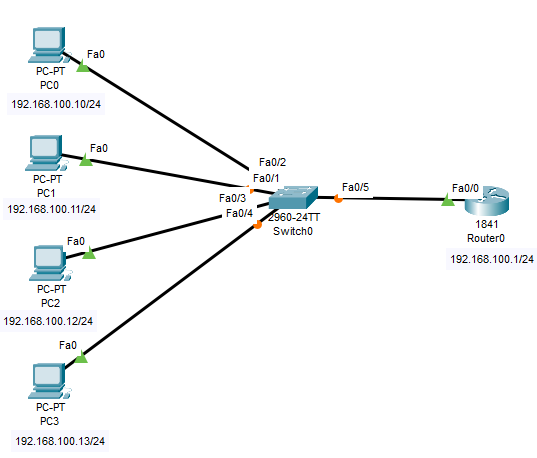 Fa0
PC-PT
PC0
192.168.100.10/24
Fa0
PC-PT
PC1
192.168.100.11/24
Fa0
PC-PT
PC2
192.168.100.12/24
Fa0
PC-PT
PC3
192.168.100.13/24
Fa0/2
Fa0/1
Fa0/3
Fa0/4
Fa0/5
2960-24TT
Switch0
Fa0/0
1841
Router0
192.168.100.1/24